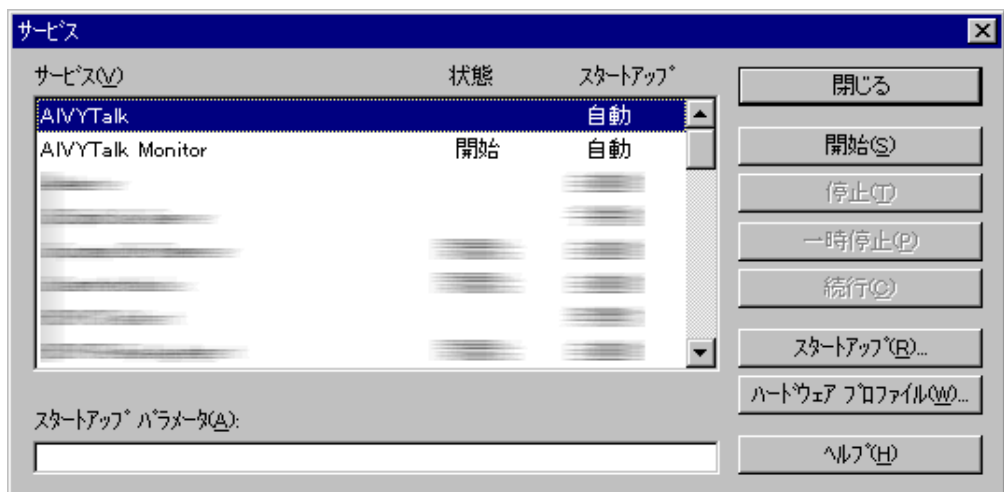 サービス
サービス(V) 状態 スタートアップ
AIVYTalk 自動
AIVYTalk Monitor 開始 自動
スタートアップ パラメータ(A):
閉じる
開始(S)
停止(T)
一時停止(P)
続行(C)
スタートアップ(R)...
ハードウェア プロファイル(W)...
ヘルプ(H)